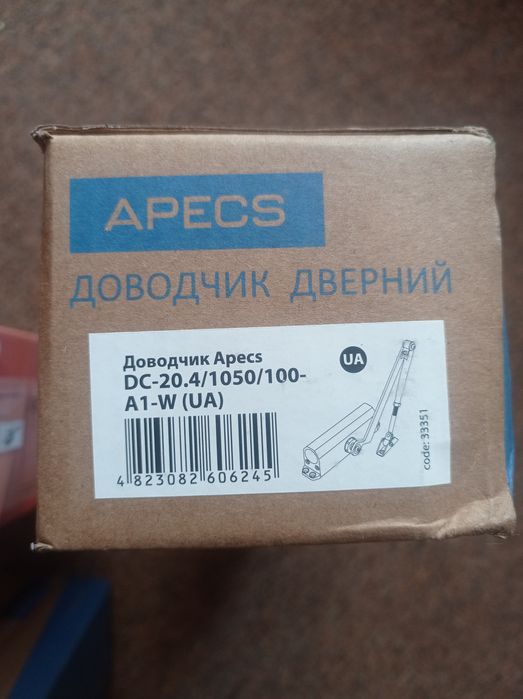 APECS
ДОВОДЧИК ДВЕРНИЙ
Доводчик Apecs
DC-20.4/1050/100-
A1-W (UA)
UA
4 823082 606245
code: 33351